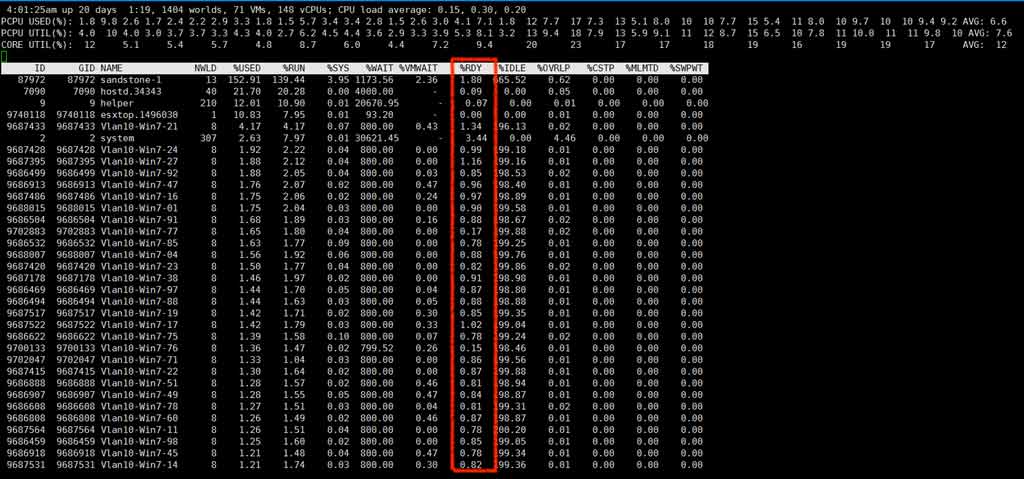 4:01:25am up 20 days  1:19, 1404 worlds, 71 VMs, 148 vCPUs; CPU load average: 0.15, 0.30, 0.20
PCPU USED(%): 1.8 9.8 2.6 1.7 2.4 2.2 2.9 3.3 1.8 1.5 5.7 3.4 3.4 2.8 1.5 2.6 3.0 4.1 7.1 1.8 12 7.7 17 7.3 13 5.1 8.0 10 10 7.7 15 5.4 11 8.0 10 9.7 10 10 9.4 9.2 AVG: 6.6
PCPU UTIL(%): 4.0 10 4.0 3.0 3.7 3.7 3.3 4.3 4.0 2.7 6.2 4.5 4.4 3.6 2.9 3.3 3.9 5.3 8.1 3.2 13 9.4 18 7.9 13 5.9 9.1 11 12 8.7 15 6.5 10 7.8 11 10.0 11 11 9.8 10 AVG: 7.6
CORE UTIL(%): 12 5.1 5.4 5.7 4.8 8.7 6.0 4.4 7.2 9.4 20 23 17 17 18 19 16 19 19 17 AVG: 12
ID GID NAME NWLD %USED %RUN %SYS %WAIT %VMWAIT %RDY %IDLE %OVRLP %CSTP %MLMTD %SWPWT
87972 87972 sandstone-1 13 152.91 139.44 3.95 1173.56 2.36 1.80 665.52 0.62 0.00 0.00 0.00
7090 7090 hostd.34343 40 21.70 20.28 0.00 4000.00 - 0.09 0.00 0.05 0.00 0.00 0.00
9 9 helper 210 12.01 10.90 0.01 20670.95 - 0.07 0.00 0.01 0.00 0.00 0.00
9740118 9740118 esxtop.1496030 1 10.83 7.95 0.01 93.20 - 0.00 0.00 0.01 0.00 0.00 0.00
9687433 9687433 Vlan10-Win7-21 8 4.17 4.17 0.07 800.00 0.43 1.34 196.13 0.02 0.00 0.00 0.00
2 2 system 307 2.63 7.97 0.01 30621.45 - 3.44 0.00 4.46 0.00 0.00 0.00
9687428 9687428 Vlan10-Win7-24 8 1.92 2.22 0.04 800.00 0.00 0.99 199.18 0.01 0.00 0.00 0.00
9687395 9687395 Vlan10-Win7-27 8 1.88 2.12 0.04 800.00 0.00 1.16 199.16 0.01 0.00 0.00 0.00
9686499 9686499 Vlan10-Win7-92 8 1.88 2.05 0.04 800.00 0.03 0.85 198.53 0.02 0.00 0.00 0.00
9686913 9686913 Vlan10-Win7-47 8 1.76 2.07 0.02 800.00 0.47 0.96 198.40 0.01 0.00 0.00 0.00
9687486 9687486 Vlan10-Win7-16 8 1.75 2.06 0.02 800.00 0.24 0.97 198.89 0.01 0.00 0.00 0.00
9688015 9688015 Vlan10-Win7-01 8 1.75 2.04 0.03 800.00 0.00 0.90 199.58 0.01 0.00 0.00 0.00
9686504 9686504 Vlan10-Win7-91 8 1.68 1.89 0.03 800.00 0.16 0.88 198.67 0.02 0.00 0.00 0.00
9702883 9702883 Vlan10-Win7-77 8 1.65 1.80 0.04 800.00 0.00 0.17 199.88 0.01 0.00 0.00 0.00
9686532 9686532 Vlan10-Win7-85 8 1.63 1.77 0.09 800.00 0.00 0.78 199.25 0.01 0.00 0.00 0.00
9688007 9688007 Vlan10-Win7-04 8 1.56 1.92 0.06 800.00 0.00 0.88 199.76 0.01 0.00 0.00 0.00
9687420 9687420 Vlan10-Win7-23 8 1.50 1.77 0.04 800.00 0.00 0.82 199.86 0.02 0.00 0.00 0.00
9687178 9687178 Vlan10-Win7-38 8 1.46 1.97 0.02 800.00 0.00 0.91 198.98 0.01 0.00 0.00 0.00
9686469 9686469 Vlan10-Win7-97 8 1.44 1.70 0.05 800.00 0.04 0.87 198.80 0.01 0.00 0.00 0.00
9686494 9686494 Vlan10-Win7-88 8 1.44 1.63 0.03 800.00 0.05 0.88 198.88 0.01 0.00 0.00 0.00
9687517 9687517 Vlan10-Win7-19 8 1.42 1.71 0.02 800.00 0.30 0.85 199.35 0.01 0.00 0.00 0.00
9687522 9687522 Vlan10-Win7-17 8 1.42 1.79 0.03 800.00 0.33 1.02 199.04 0.01 0.00 0.00 0.00
9686622 9686622 Vlan10-Win7-75 8 1.39 1.58 0.10 800.00 0.07 0.78 199.24 0.02 0.00 0.00 0.00
9700133 9700133 Vlan10-Win7-76 8 1.36 1.47 0.02 799.52 0.26 0.15 198.46 0.01 0.00 0.00 0.00
9702047 9702047 Vlan10-Win7-71 8 1.33 1.04 0.03 800.00 0.00 0.86 199.56 0.01 0.00 0.00 0.00
9687415 9687415 Vlan10-Win7-22 8 1.30 1.64 0.02 800.00 0.00 0.87 199.88 0.01 0.00 0.00 0.00
9686888 9686888 Vlan10-Win7-51 8 1.28 1.57 0.02 800.00 0.46 0.81 198.94 0.01 0.00 0.00 0.00
9686907 9686907 Vlan10-Win7-49 8 1.28 1.55 0.05 800.00 0.47 0.84 198.87 0.01 0.00 0.00 0.00
9686608 9686608 Vlan10-Win7-78 8 1.27 1.51 0.03 800.00 0.04 0.81 199.31 0.02 0.00 0.00 0.00
9686808 9686808 Vlan10-Win7-60 8 1.26 1.49 0.02 800.00 0.46 0.87 198.87 0.01 0.00 0.00 0.00
9687564 9687564 Vlan10-Win7-11 8 1.26 1.51 0.04 800.00 0.00 0.78 200.20 0.01 0.00 0.00 0.00
9686459 9686459 Vlan10-Win7-98 8 1.25 1.60 0.02 800.00 0.00 0.85 199.05 0.01 0.00 0.00 0.00
9686918 9686918 Vlan10-Win7-45 8 1.21 1.48 0.04 800.00 0.47 0.78 199.34 0.01 0.00 0.00 0.00
9687531 9687531 Vlan10-Win7-14 8 1.21 1.74 0.03 800.00 0.30 0.82 199.36 0.01 0.00 0.00 0.00